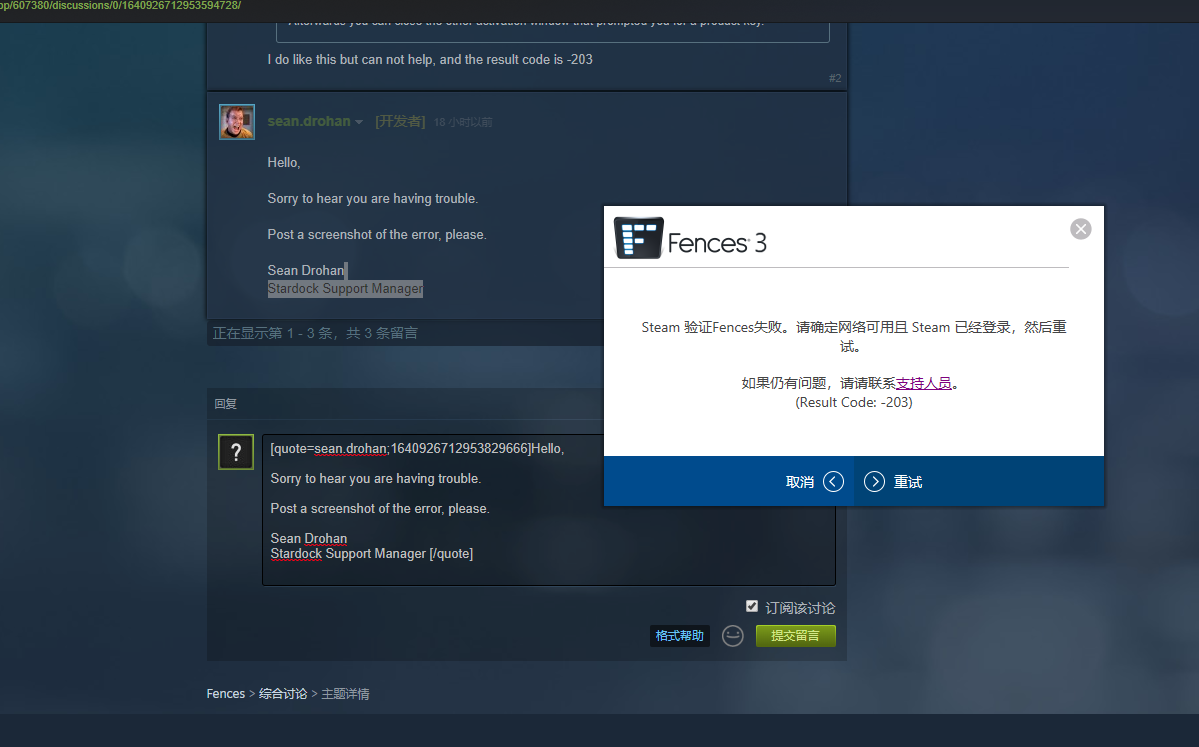 pp/607380/discussions/0/1640926712953594728/
Afterwards you can close the other activation window that prompted you for a product key.
I do like this but can not help, and the result code is -203
#2
sean.drohan [开发者] 18 小时以前
Hello,
Sorry to hear you are having trouble.
Post a screenshot of the error, please.
Sean Drohan
Stardock Support Manager
正在显示第 1 - 3 条，共 3 条留言
Fences 3
Steam 验证Fences失败。请确定网络可用且 Steam 已经登录，然后重
试。
如果仍有问题，请请联系支持人员。
(Result Code: -203)
取消
重试
回复
?
[quote=sean.drohan;1640926712953829666]Hello,
Sorry to hear you are having trouble.
Post a screenshot of the error, please.
Sean Drohan
Stardock Support Manager [/quote]
订阅该讨论
格式帮助
提交留言
Fences > 综合讨论 > 主题详情